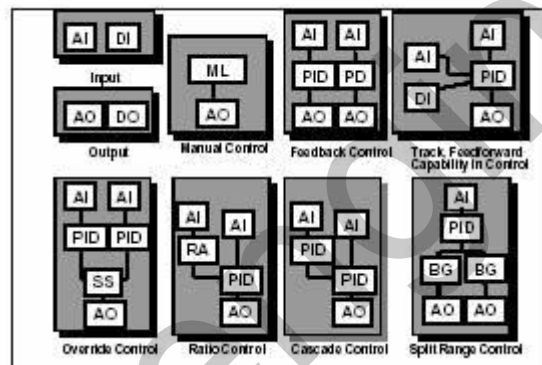 AI DI
Input
AO DO
Output
ML
AO
Manual Control
AI AI
PID PD
AO AO
Feedback Control
AI
AI
PID
DI
AO
Track, Feedforward
Capability in Control
AI AI
PID PID
SS
AO
Override Control
AI
AI
RA
PID
AO
Ratio Control
AI
AI
PID
PID
AO
Cascade Control
AI
PID
BG BG
AO AO
Split Range Control